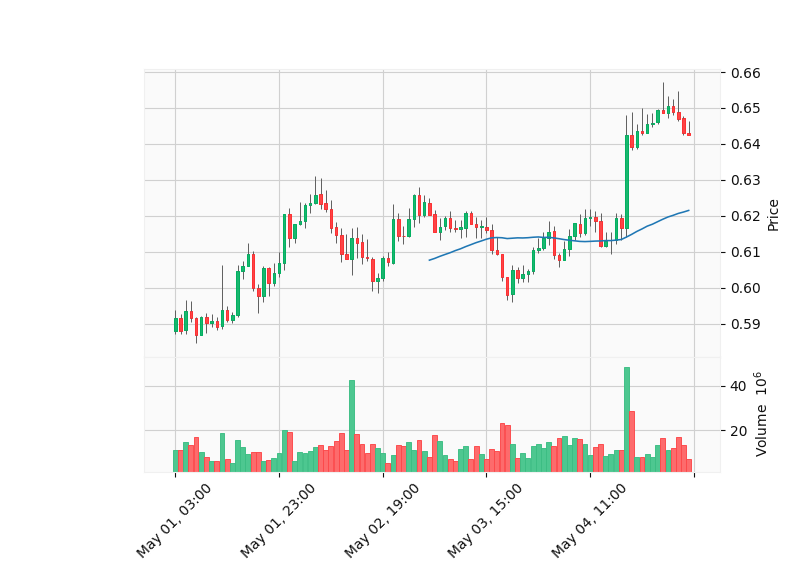 0.66
0.65
0.64
0.63
0.62
0.61
0.60
0.59
Price
40
20
Volume 10^6
May 01, 03:00
May 01, 23:00
May 02, 19:00
May 03, 15:00
May 04, 11:00